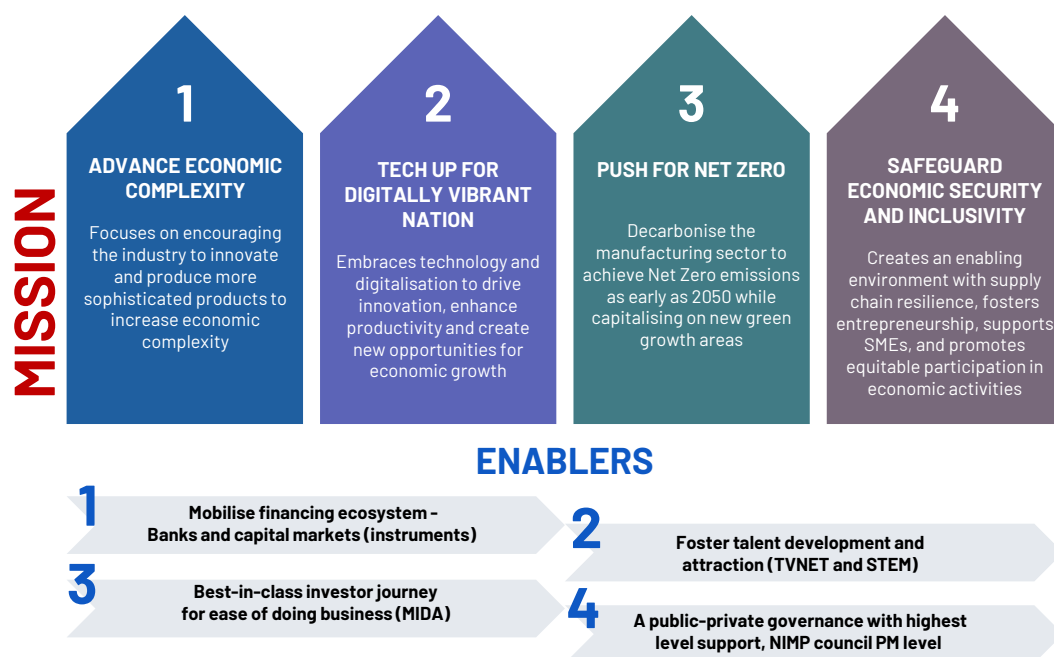 MISSION
1
ADVANCE ECONOMIC
COMPLEXITY
Focuses on encouraging
the industry to innovate
and produce more
sophisticated products to
increase economic
complexity
2
TECH UP FOR
DIGITALLY VIBRANT
NATION
Embraces technology and
digitalisation to drive
innovation, enhance
productivity and create
new opportunities for
economic growth
3
PUSH FOR NET ZERO
Decarbonise the
manufacturing sector to
achieve Net Zero emissions
as early as 2050 while
capitalising on new green
growth areas
4
SAFEGUARD
ECONOMIC SECURITY
AND INCLUSIVITY
Creates an enabling
environment with supply
chain resilience, fosters
entrepreneurship, supports
SMEs, and promotes
equitable participation in
economic activities
ENABLERS
1
Mobilise financing ecosystem -
Banks and capital markets (instruments)
2
Foster talent development and
attraction (TVNET and STEM)
3
Best-in-class investor journey
for ease of doing business (MIDA)
4
A public-private governance with highest
level support, NIMP council PM level